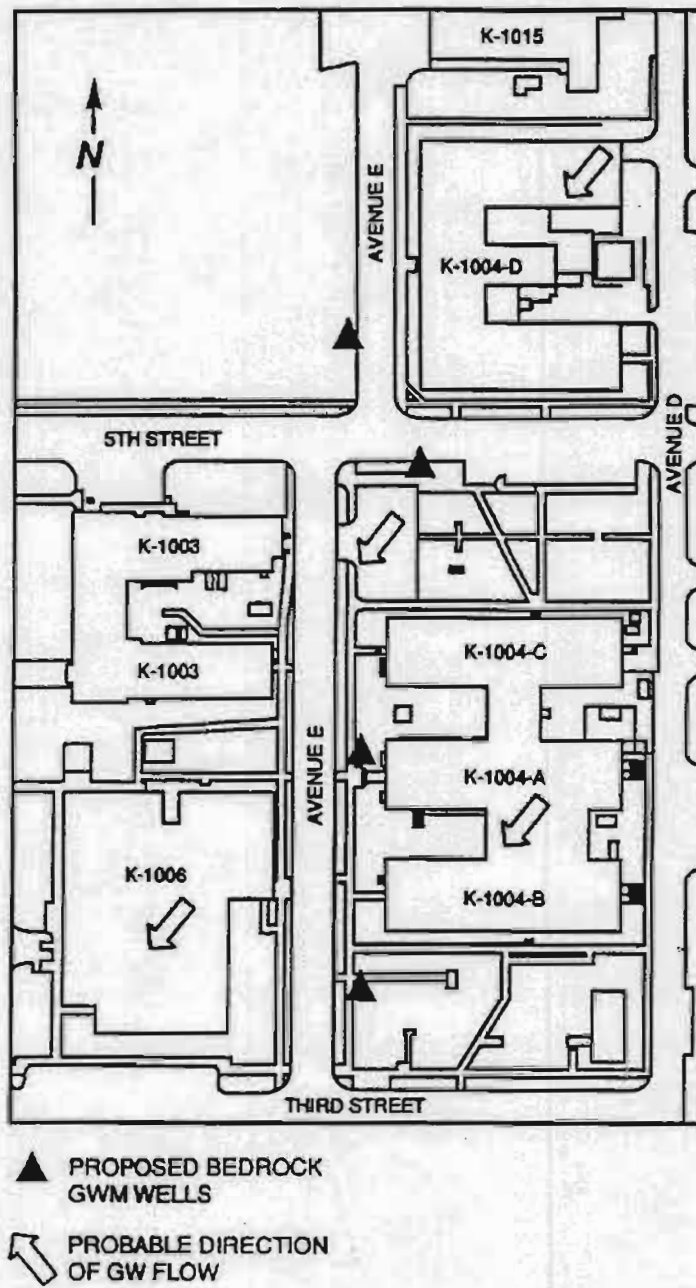 K-1015
N
AVENUE E
K-1004-D
AVENUE D
5TH STREET
K-1003
K-1004-C
K-1003
AVENUE E
K-1004-A
K-1006
K-1004-B
THIRD STREET
PROPOSED BEDROCK
GWM WELLS
PROBABLE DIRECTION
OF GW FLOW